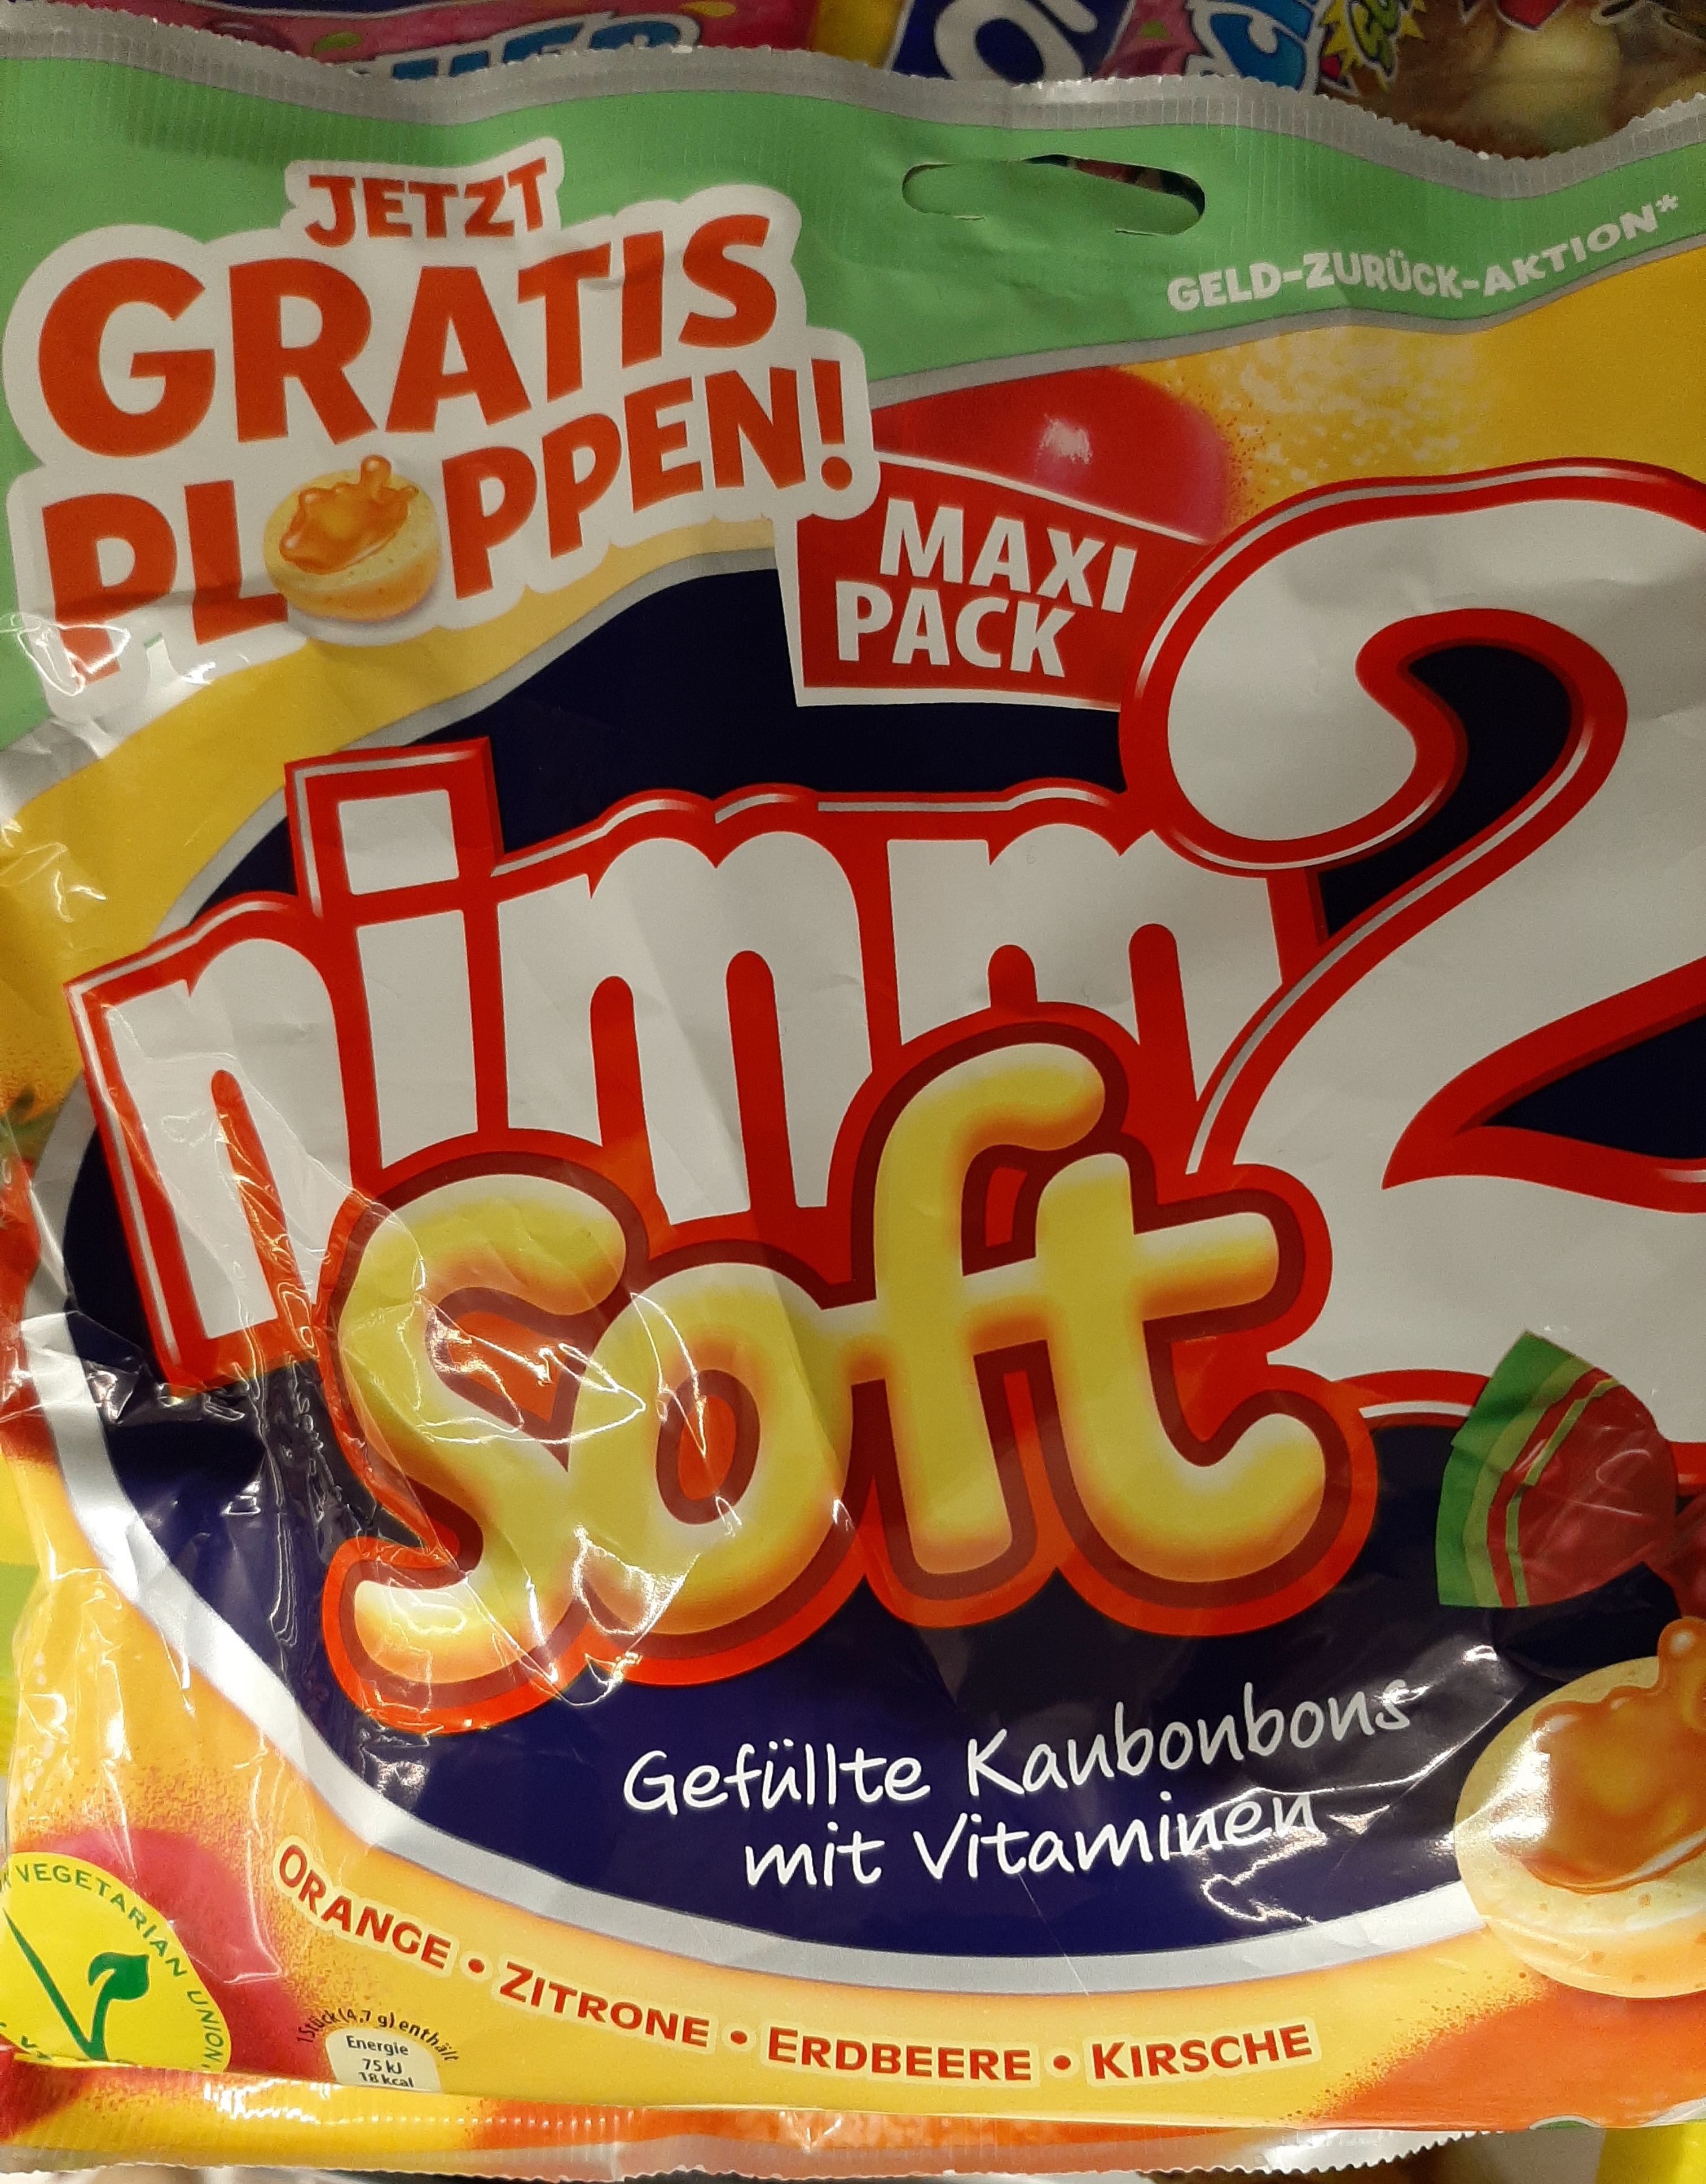 JETZT
GRATIS
PLOPPEN!
GELD-ZURÜCK-AKTION*
MAXI
PACK
nimm2
soft
Gefüllte Kaubonbons
mit Vitaminen
ORANGE • ZITRONE • ERDBEERE • KIRSCHE
VEGETARIAN UNION
1 Stück (4,7 g) enthält
Energie
75 kJ
18 kcal